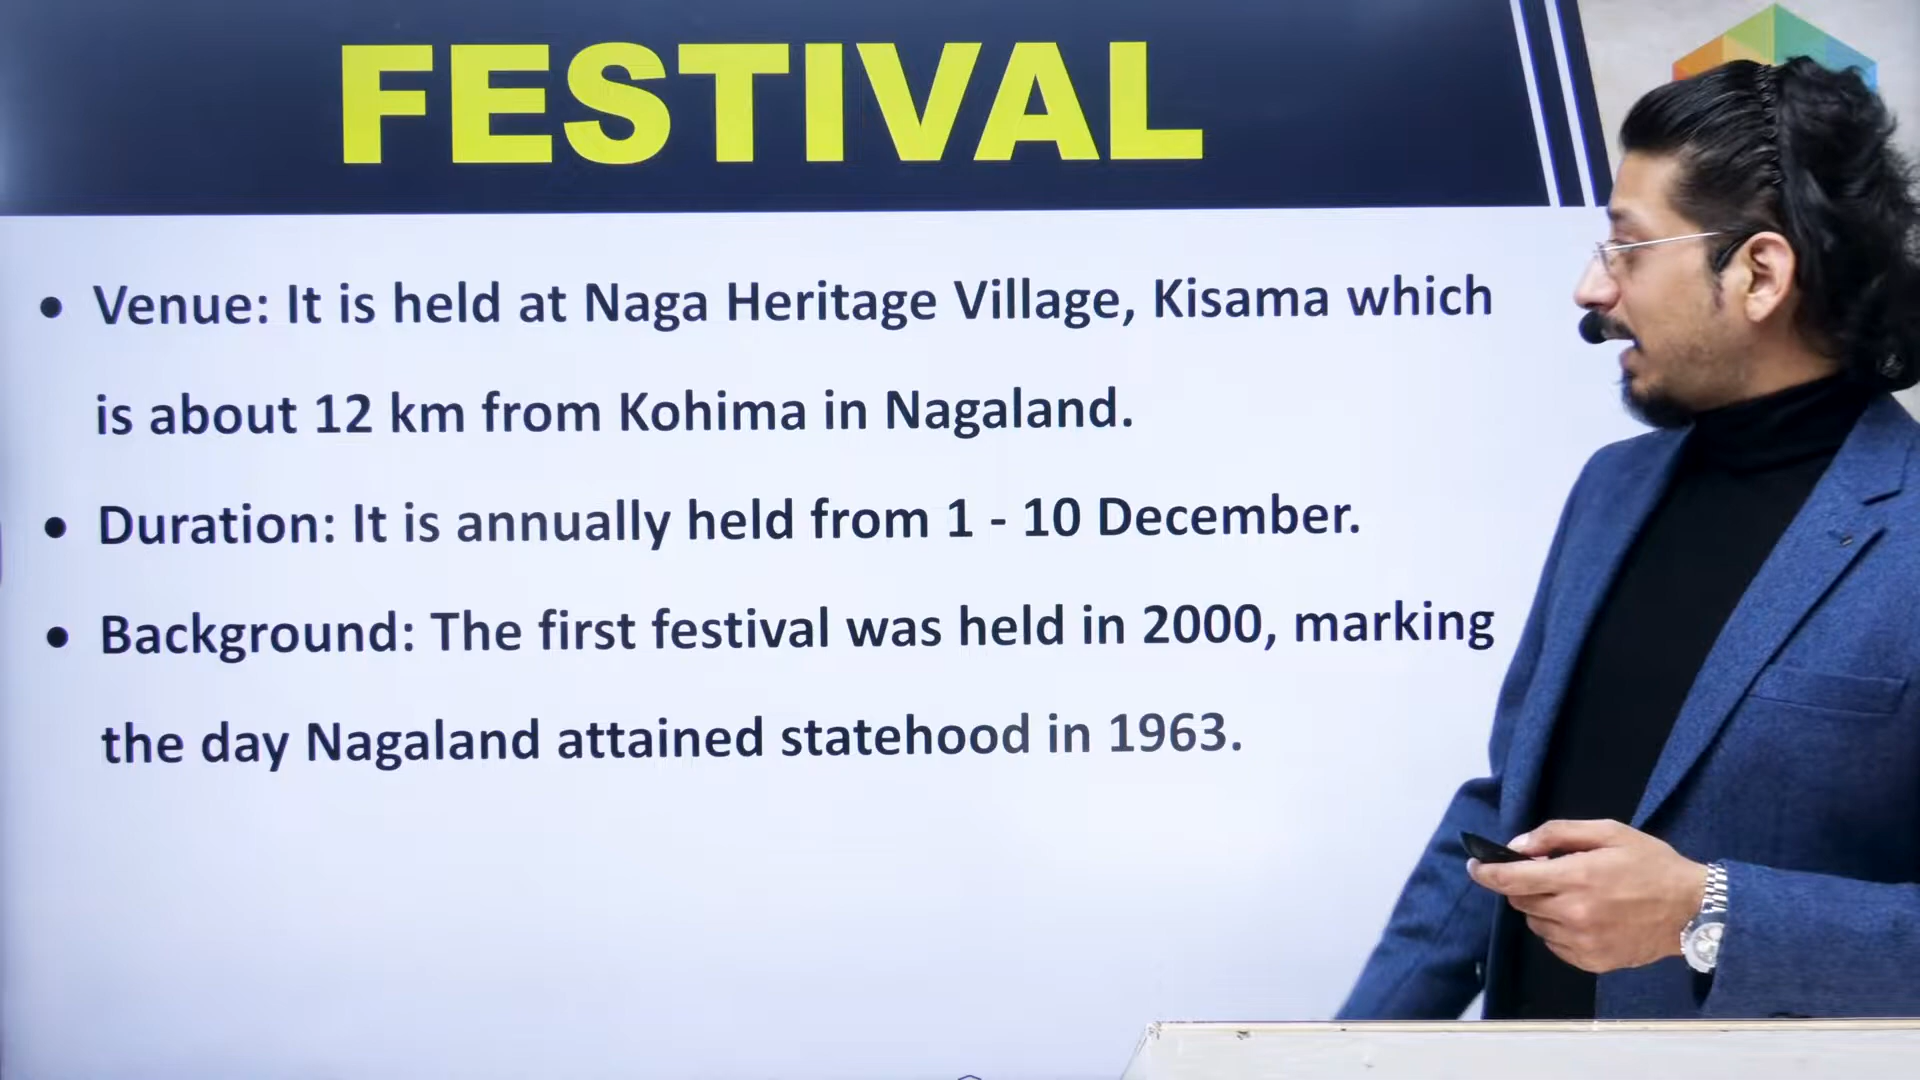 FESTIVAL
• Venue: It is held at Naga Heritage Village, Kisama which
is about 12 km from Kohima in Nagaland.
• Duration: It is annually held from 1 - 10 December.
• Background: The first festival was held in 2000, marking
the day Nagaland attained statehood in 1963.